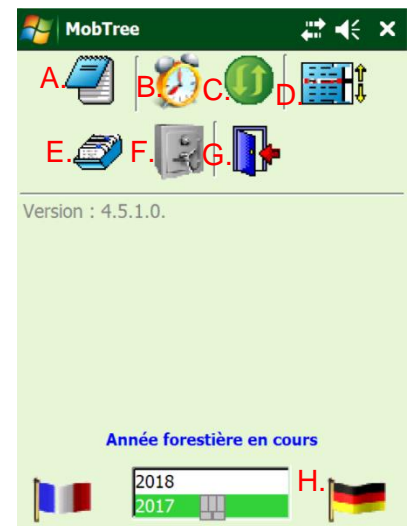 MobTree
A.
B.
C.
D.
E.
F.
G.
Version : 4.5.1.0.
Année forestière en cours
2018
H.
2017